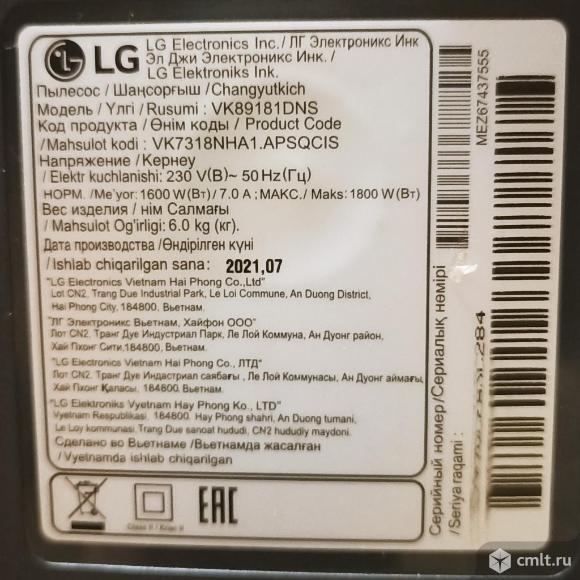 LG
LG Electronics Inc./ ЛГ Электроникс Инк
Эл Джи Электроникс Инк. /
LG Elektroniks Ink.
Пылесос / Шаңсорғыш / Changyutkich
Модель / Үлгі / Rusumi : VK89181DNS
Код продукта / Өнім коды / Product Code
/ Mahsulot kodi : VK7318NHA1.APSQCIS
Напряжение / Керney
/ Elektr kuchlanishi: 230 V(В)~ 50 Hz(Гц)
НОРМ. /Me'yor: 1600 W(Вт)/ 7.0 A ; МАКС./ Maks: 1800 W(Вт)
Вес изделия / нім Салмағы
/ Mahsulot Og'irligi: 6.0 kg (кг).
Дата производства /Өндірілген күні
/ Ishlab chiqarilgan sana: 2021,07
"LG Electronics Vietnam Hai Phong Co.,Ltd"
Lot CN2, Trang Due Industrial Park, Le Loi Commune, An Duong District,
Hai Phong City, 184800. Вьетнам.
"ЛГ Электроникс Вьетнам, Хайфон ООО"
Лот CN2. Транг Дуе Индустриал Парк, Ле Лой Коммуна, Ан Дуонг район,
Хай Пхонг Сити,184800. Вьетнам.
"LG Electronics Vietnam Hai Phong Co., ЛТД"
Лот CN2, Транг Дуе Индастриал саябағы , Ле Лой Коммунасы, Ан Дуонг аймағы,
Хай Пхонг Қаласы, 184800. Вьетнам.
"LG Elektroniks Vyetnam Hay Phong Ko., LTD"
Vyetnam Respublikasi, 184800. Hay Phong shahri, An Duong tumani,
Le Loy kommunasi, Trang Due sanoat hududi, CN2 hududiy maydoni.
Сделано во Вьетнаме /Вьетнамда жасалған
/ Vyetnamda ishlab chiqarilgan
Class II / Класс II
EAC
MEZ67437555
Серийный номер/Сериалық нөмірі
/ Seriya raqami :
cmlt.ru